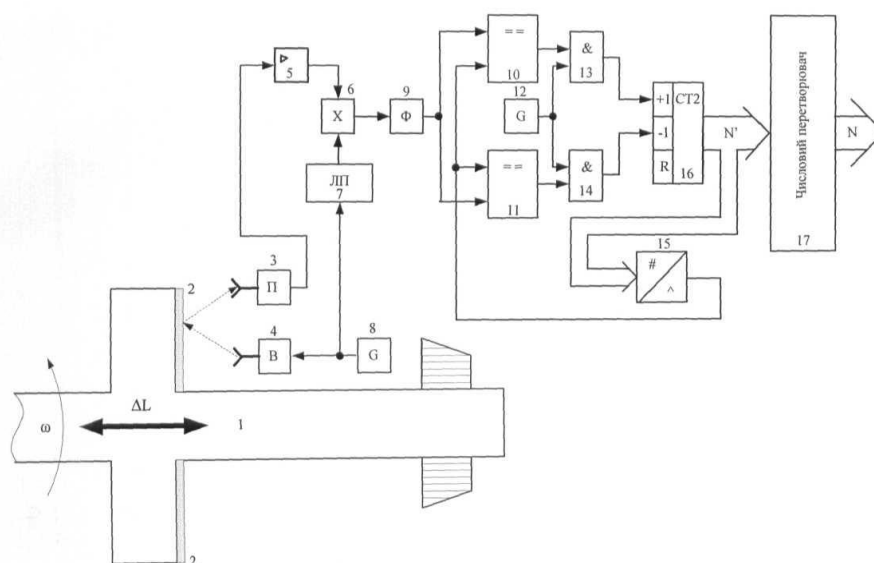 5
6
X
9
Ф
ЛП
7
= =
10
&
13
12
G
= =
11
&
14
+1
CT2
-1
R
16
N'
Числовий перетворювач
17
N
15
#
^
2
3
П
4
В
8
G
ω
ΔL
1
2